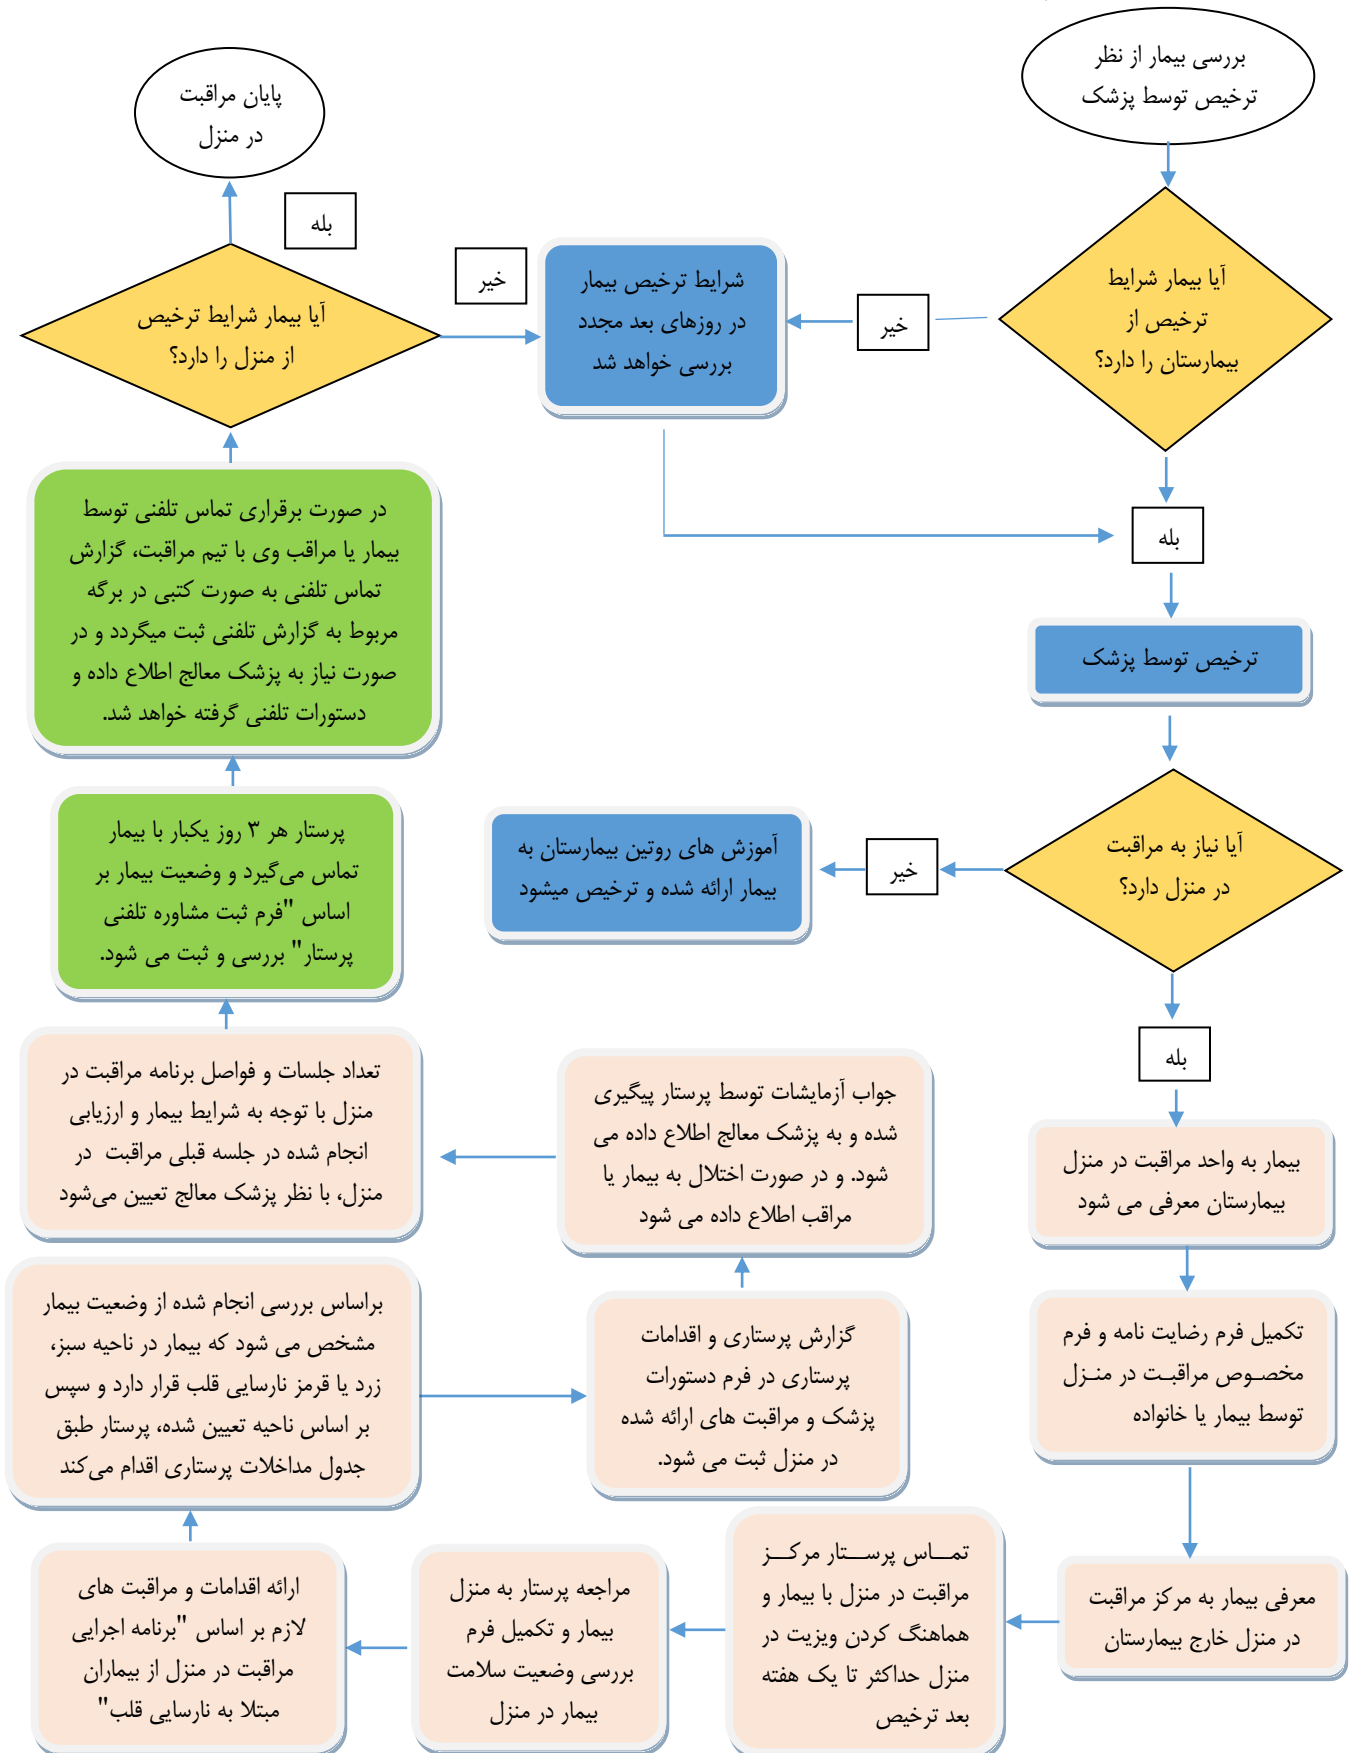 بررسی بیمار از نظر
ترخیص توسط پزشک
آیا بیمار شرایط
ترخیص از
بیمارستان را دارد؟
خیر
شرایط ترخیص بیمار
در روزهای بعد مجدد
بررسی خواهد شد
بله
ترخیص توسط پزشک
آیا نیاز به مراقبت
در منزل دارد؟
خیر
آموزش های روتین بیمارستان به
بیمار ارائه شده و ترخیص میشود
بله
بیمار به واحد مراقبت در منزل
بیمارستان معرفی می شود
تکمیل فرم رضایت نامه و فرم
مخصوص مراقبت در منزل
توسط بیمار یا خانواده
معرفی بیمار به مرکز مراقبت
در منزل خارج بیمارستان
تماس پرستار مرکز
مراقبت در منزل با بیمار و
هماهنگ کردن ویزیت در
منزل حداکثر تا یک هفته
بعد ترخیص
مراجعه پرستار به منزل
بیمار و تکمیل فرم
بررسی وضعیت سلامت
بیمار در منزل
ارائه اقدامات و مراقبت های
لازم بر اساس "برنامه اجرایی
مراقبت در منزل از بیماران
مبتلا به نارسایی قلب"
براساس بررسی انجام شده از وضعیت بیمار
مشخص می شود که بیمار در ناحیه سبز،
زرد یا قرمز نارسایی قلب قرار دارد و سپس
بر اساس ناحیه تعیین شده، پرستار طبق
جدول مداخلات پرستاری اقدام می‌کند
گزارش پرستاری و اقدامات
پرستاری در فرم دستورات
پزشک و مراقبت های ارائه شده
در منزل ثبت می شود.
جواب آزمایشات توسط پرستار پیگیری
شده و به پزشک معالج اطلاع داده می
شود. و در صورت اختلال به بیمار یا
مراقب اطلاع داده می شود
تعداد جلسات و فواصل برنامه مراقبت در
منزل با توجه به شرایط بیمار و ارزیابی
انجام شده در جلسه قبلی مراقبت در
منزل، با نظر پزشک معالج تعیین می‌شود
پرستار هر ۳ روز یکبار با بیمار
تماس می‌گیرد و وضعیت بیمار بر
اساس "فرم ثبت مشاوره تلفنی
پرستار" بررسی و ثبت می شود.
در صورت برقراری تماس تلفنی توسط
بیمار یا مراقب وی با تیم مراقبت، گزارش
تماس تلفنی به صورت کتبی در برگه
مربوط به گزارش تلفنی ثبت میگردد و در
صورت نیاز به پزشک معالج اطلاع داده و
دستورات تلفنی گرفته خواهد شد.
آیا بیمار شرایط ترخیص
از منزل را دارد؟
خیر
بله
پایان مراقبت
در منزل